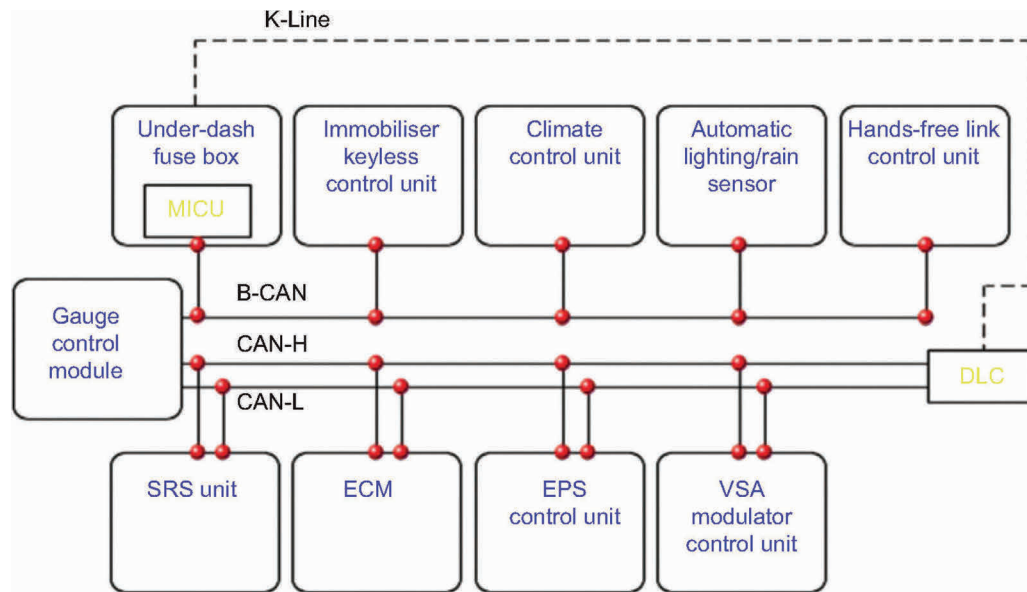 K-Line
Under-dash
fuse box
MICU
Immobiliser
keyless
control unit
Climate
control unit
Automatic
lighting/rain
sensor
Hands-free link
control unit
Gauge
control
module
B-CAN
CAN-H
CAN-L
DLC
SRS unit
ECM
EPS
control unit
VSA
modulator
control unit